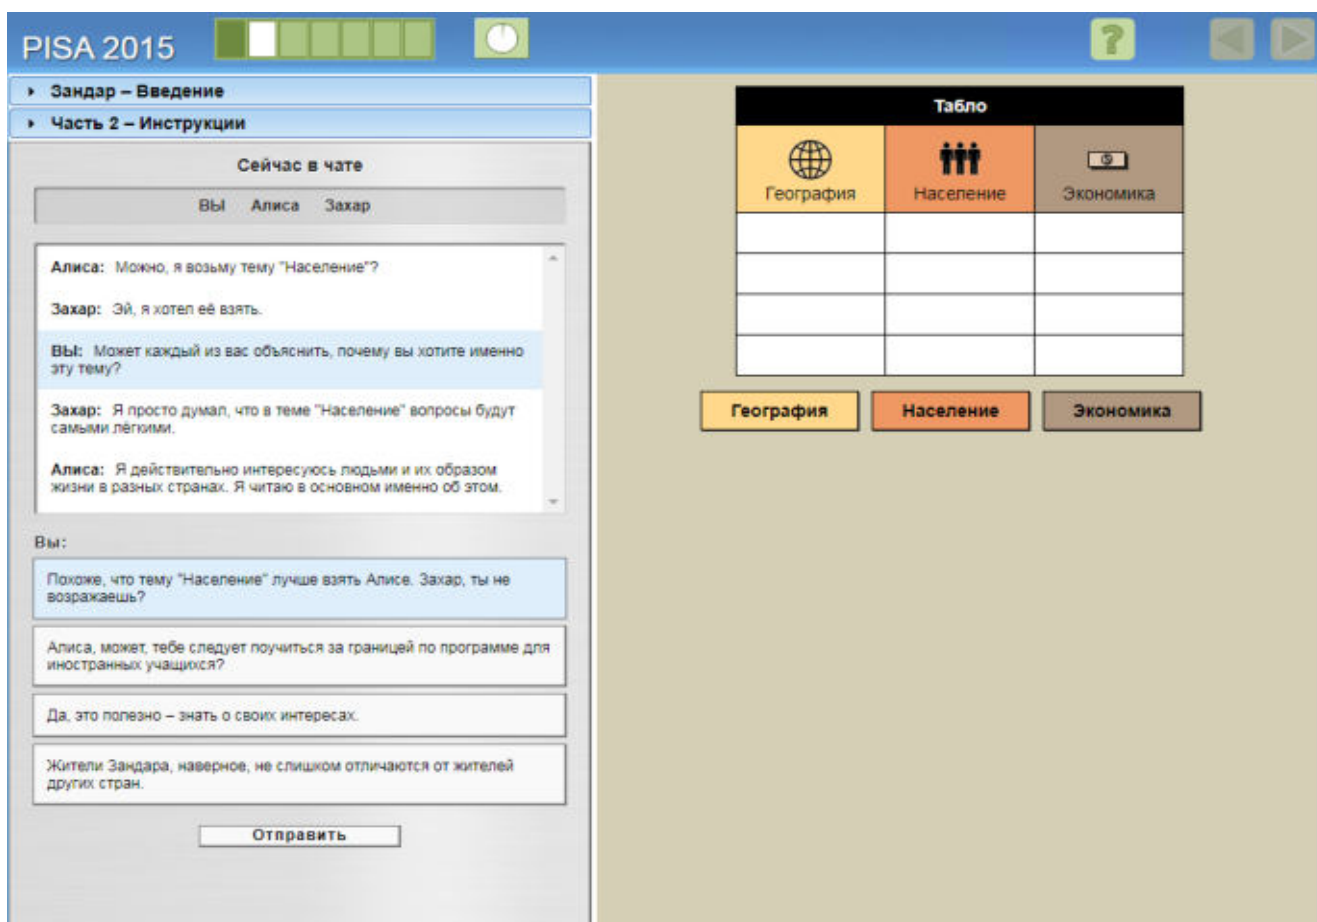 PISA 2015
?
Зандар – Введение
Часть 2 – Инструкции
Сейчас в чате
ВЫ Алиса Захар
Алиса: Можно, я возьму тему "Население"?
Захар: Эй, я хотел её взять.
ВЫ: Может каждый из вас объяснить, почему вы хотите именно
эту тему?
Захар: Я просто думал, что в теме "Население" вопросы будут
самыми лёгкими.
Алиса: Я действительно интересуюсь людьми и их образом
жизни в разных странах. Я читаю в основном именно об этом.
Вы:
Похоже, что тему "Население" лучше взять Алисе. Захар, ты не
возражаешь?
Алиса, может, тебе следует поучиться за границей по программе для
иностранных учащихся?
Да, это полезно – знать о своих интересах.
Жители Зандара, наверное, не слишком отличаются от жителей
других стран.
Отправить
Табло
География Население Экономика
География Население Экономика